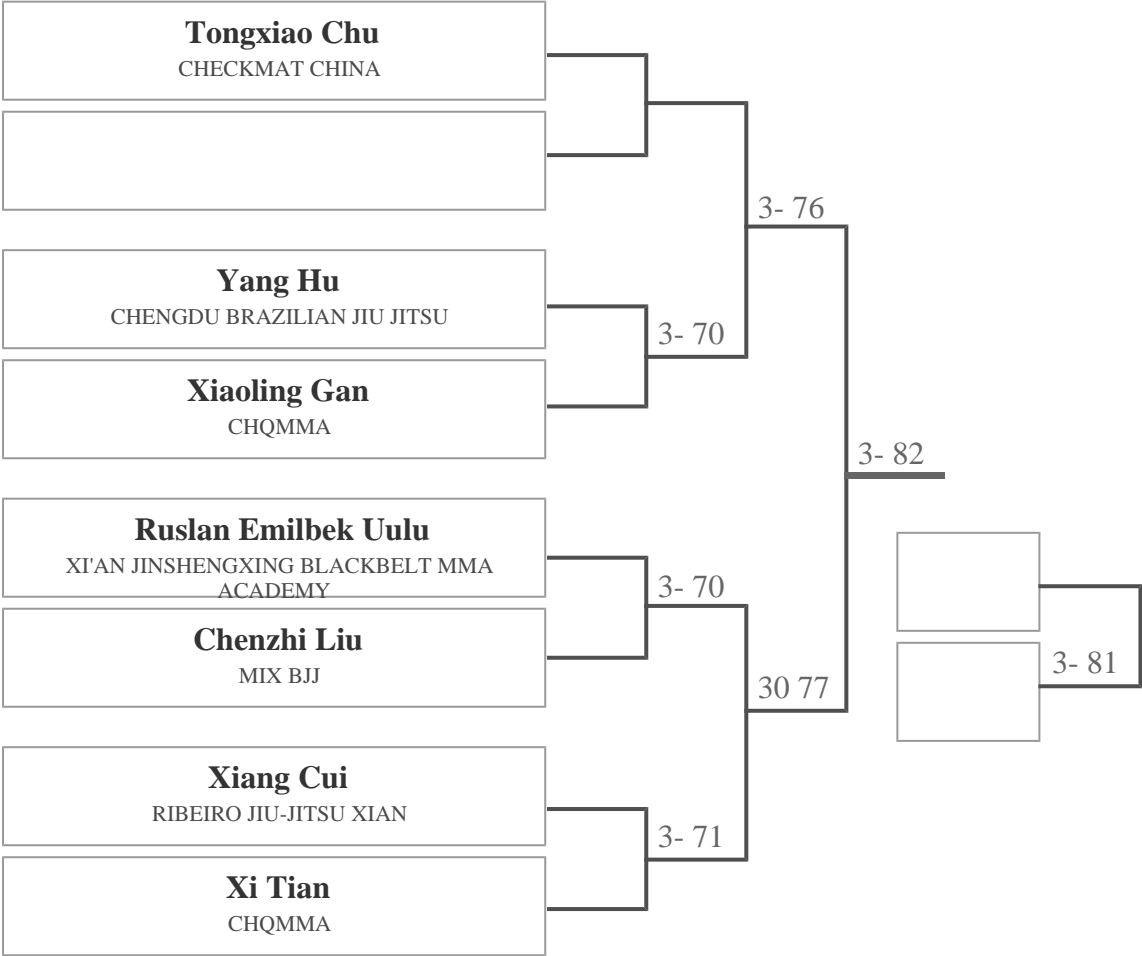 Tongxiao Chu
CHECKMAT CHINA
3- 76
Yang Hu
CHENGDU BRAZILIAN JIU JITSU
3- 70
Xiaoling Gan
CHQMMA
3- 82
Ruslan Emilbek Uulu
XI'AN JINSHENGXING BLACKBELT MMA
ACADEMY
3- 70
Chenzhi Liu
MIX BJJ
30 77
3- 81
Xiang Cui
RIBEIRO JIU-JITSU XIAN
3- 71
Xi Tian
CHQMMA